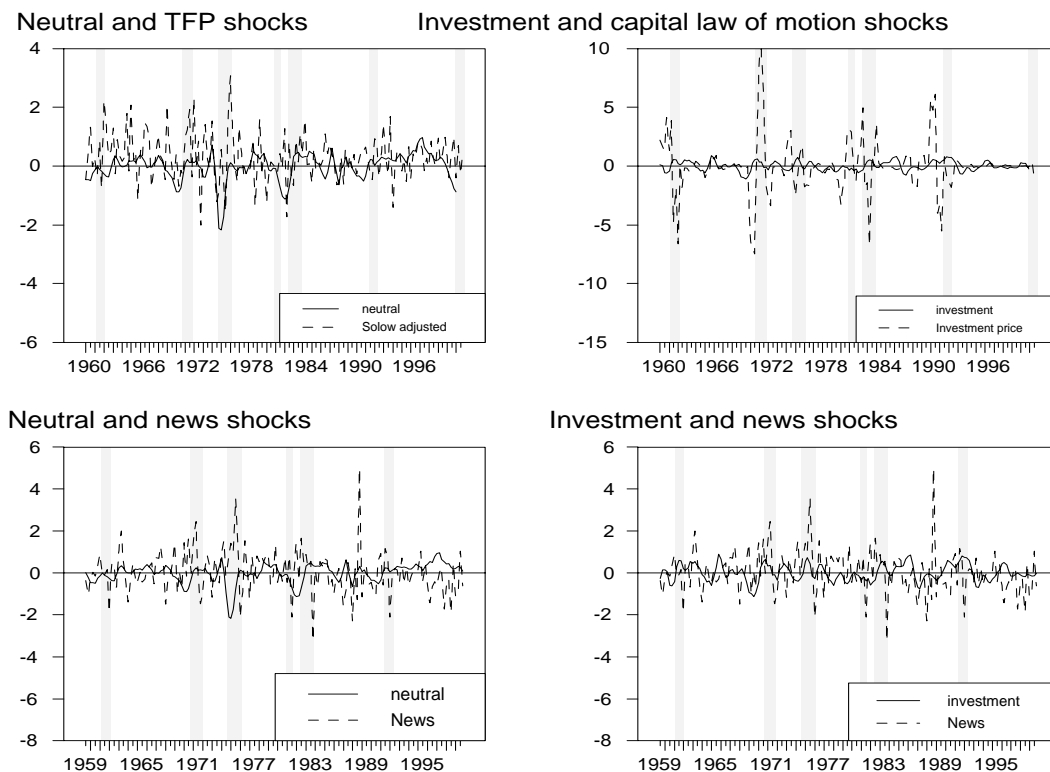 Neutral and TFP shocks
4
2
0
-2
-4
-6
neutral
Solow adjusted
1960 1966 1972 1978 1984 1990 1996
Investment and capital law of motion shocks
10
5
0
-5
-10
-15
investment
Investment price
1960 1966 1972 1978 1984 1990 1996
Neutral and news shocks
6
4
2
0
-2
-4
-6
-8
neutral
News
1959 1965 1971 1977 1983 1989 1995
Investment and news shocks
6
4
2
0
-2
-4
-6
-8
investment
News
1959 1965 1971 1977 1983 1989 1995